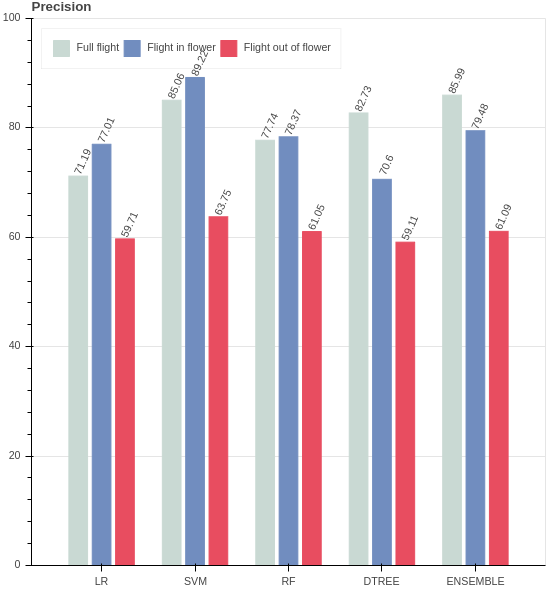 Precision
100
80
60
40
20
0
Full flight Flight in flower Flight out of flower
71.19 77.01 59.71
85.06 89.22 63.75
77.74 78.37 61.05
82.73 70.6 59.11
85.99 79.48 61.09
LR SVM RF DTREE ENSEMBLE